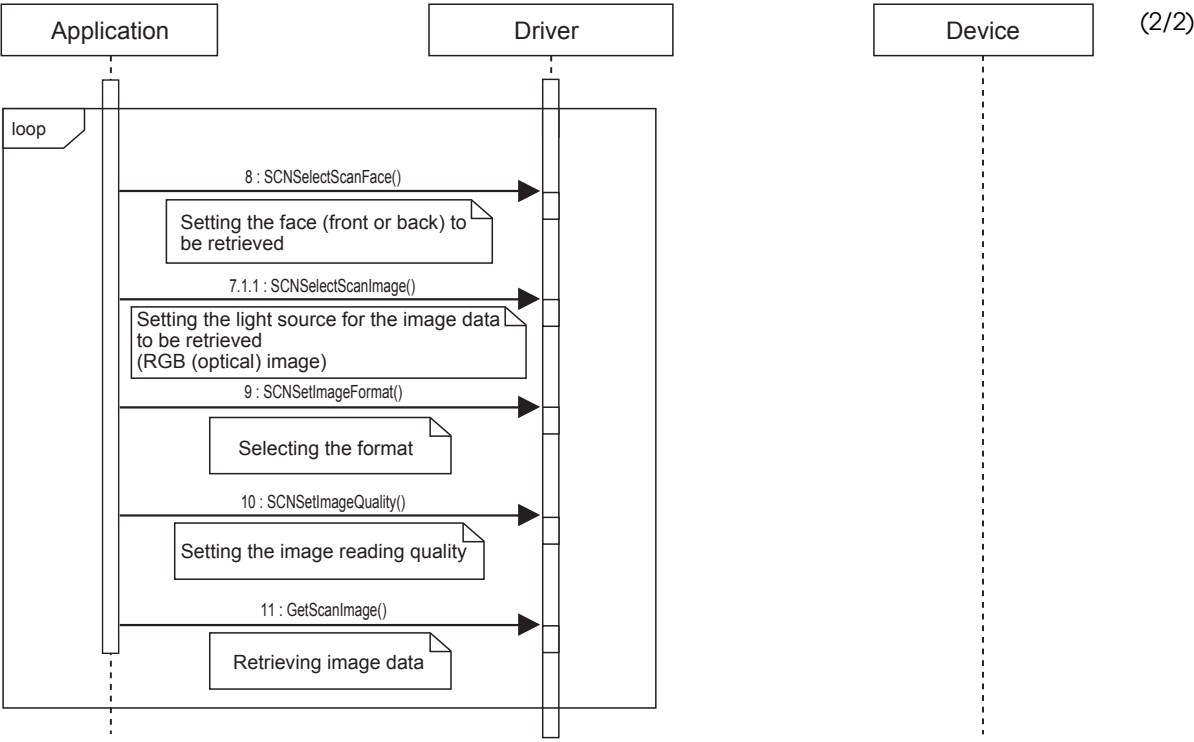 Application
Driver
Device
(2/2)
loop
8 : SCNSelectScanFace()
Setting the face (front or back) to
be retrieved
7.1.1 : SCNSelectScanImage()
Setting the light source for the image data
to be retrieved
(RGB (optical) image)
9 : SCNSetImageFormat()
Selecting the format
10 : SCNSetImageQuality()
Setting the image reading quality
11 : GetScanImage()
Retrieving image data